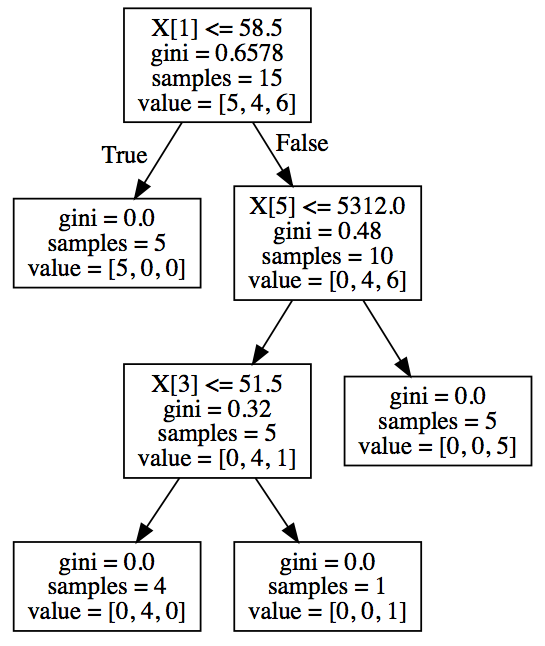 X[1] <= 58.5
gini = 0.6578
samples = 15
value = [5, 4, 6]
True
False
gini = 0.0
samples = 5
value = [5, 0, 0]
X[5] <= 5312.0
gini = 0.48
samples = 10
value = [0, 4, 6]
X[3] <= 51.5
gini = 0.32
samples = 5
value = [0, 4, 1]
gini = 0.0
samples = 5
value = [0, 0, 5]
gini = 0.0
samples = 4
value = [0, 4, 0]
gini = 0.0
samples = 1
value = [0, 0, 1]